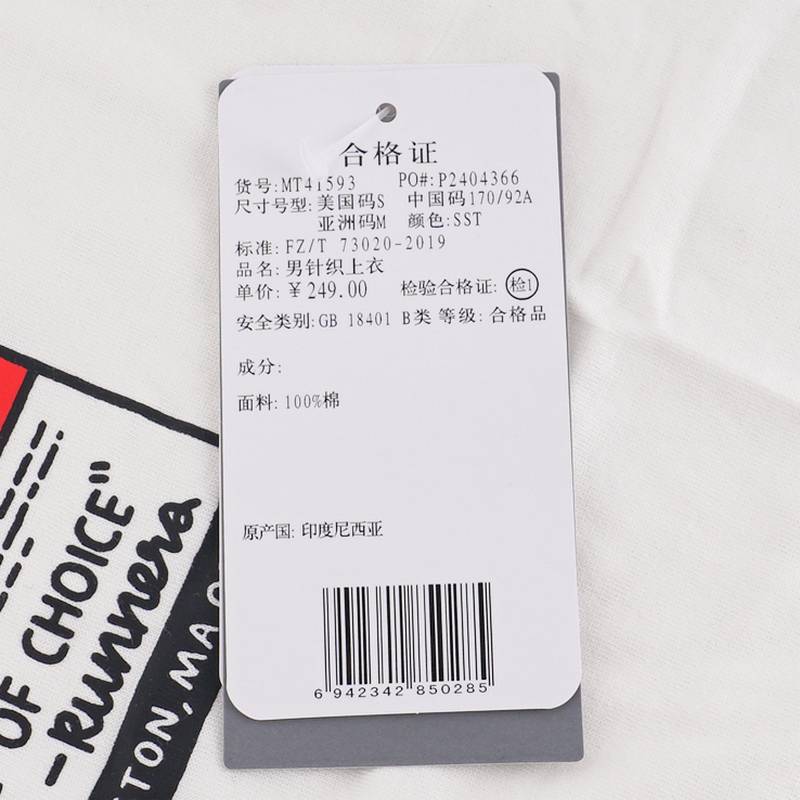 合格证
货号:MT41593 PO#:P2404366
尺寸号型:美国码S 中国码170/92A
亚洲码M 颜色:SST
标准: FZ/T 73020-2019
品名: 男针织上衣
单价: ¥249.00 检验合格证: 检1
安全类别:GB 18401 B类 等级: 合格品
成分:
面料: 100%棉
原产国: 印度尼西亚
6 942342 850285
OF CHOICE"
-Runners
STON, MA